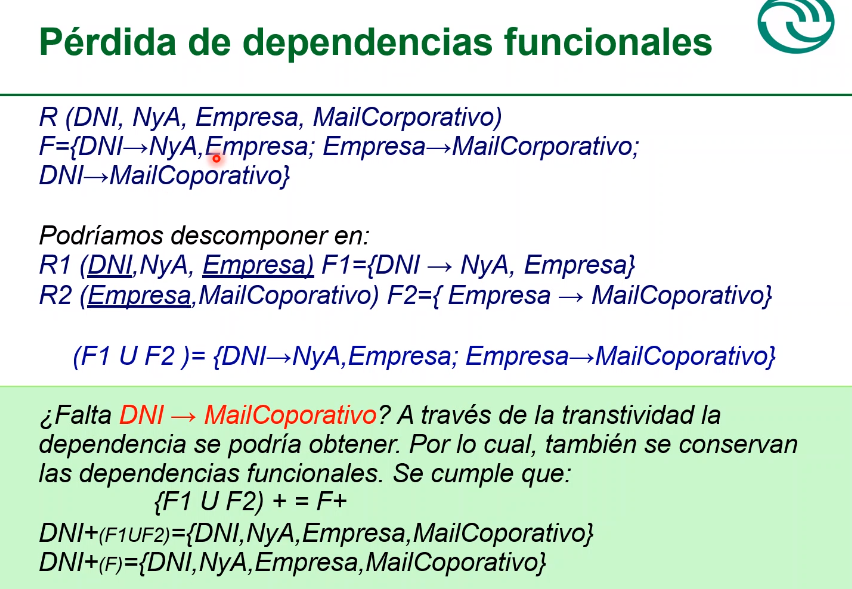 Pérdida de dependencias funcionales
R (DNI, NyA, Empresa, MailCorporativo)
F={DNI→NyA,Empresa; Empresa→MailCorporativo;
DNI→MailCoporativo}
Podríamos descomponer en:
R1 (DNI,NyA, Empresa) F1={DNI → NyA, Empresa}
R2 (Empresa,MailCoporativo) F2={ Empresa → MailCoporativo}
(F1 U F2 )= {DNI→NyA,Empresa; Empresa→MailCoporativo}
¿Falta DNI → MailCoporativo? A través de la transtividad la
dependencia se podría obtener. Por lo cual, también se conservan
las dependencias funcionales. Se cumple que:
{F1 U F2) + = F+
DNI+(F1UF2)={DNI,NyA,Empresa,MailCoporativo}
DNI+(F)={DNI,NyA,Empresa,MailCoporativo}